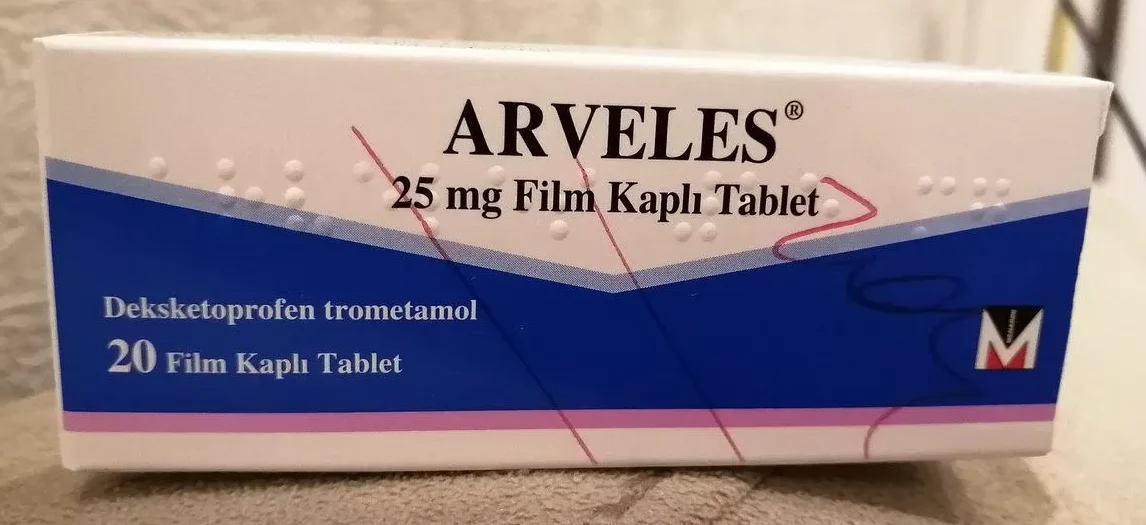 ARVELES®
25 mg Film Kaplı Tablet
Deksketoprofen trometamol
20 Film Kaplı Tablet
M